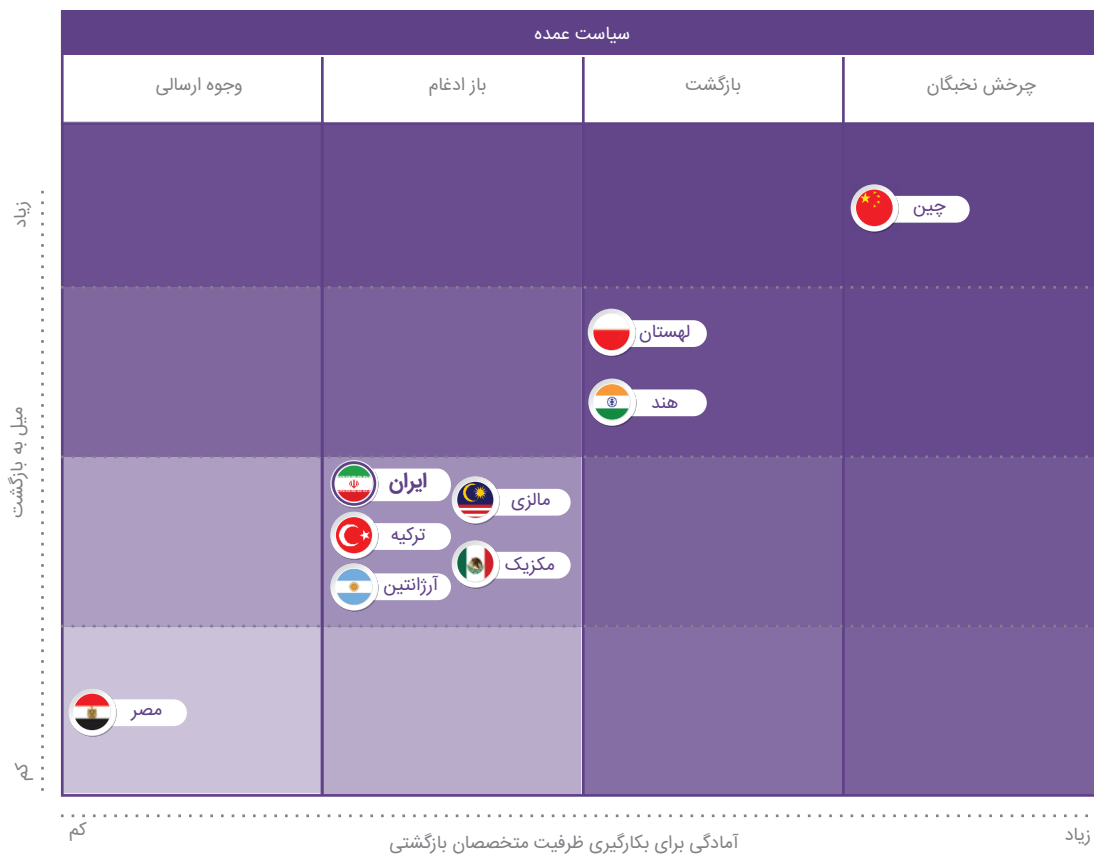 سیاست عمده
چرخش نخبگان
بازگشت
باز ادغام
وجوه ارسالی
زیاد
میل به بازگشت
کم
چین
لهستان
هند
ایران
مالزی
ترکیه
مکزیک
آرژانتین
مصر
زیاد
آمادگی برای بکارگیری ظرفیت متخصصان بازگشتی
کم